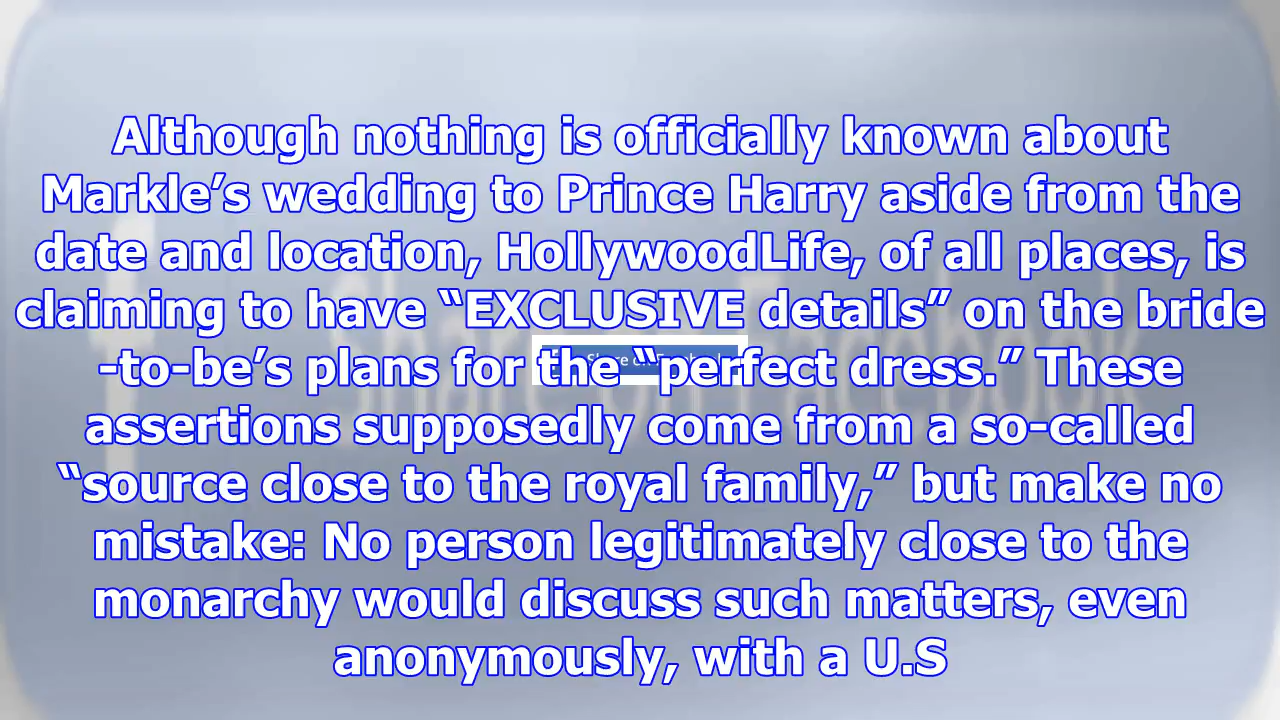 Although nothing is officially known about
Markle’s wedding to Prince Harry aside from the
date and location, HollywoodLife, of all places, is
claiming to have “EXCLUSIVE details” on the bride
-to-be’s plans for the “perfect dress.” These
assertions supposedly come from a so-called
“source close to the royal family,” but make no
mistake: No person legitimately close to the
monarchy would discuss such matters, even
anonymously, with a U.S
Share on Facebook